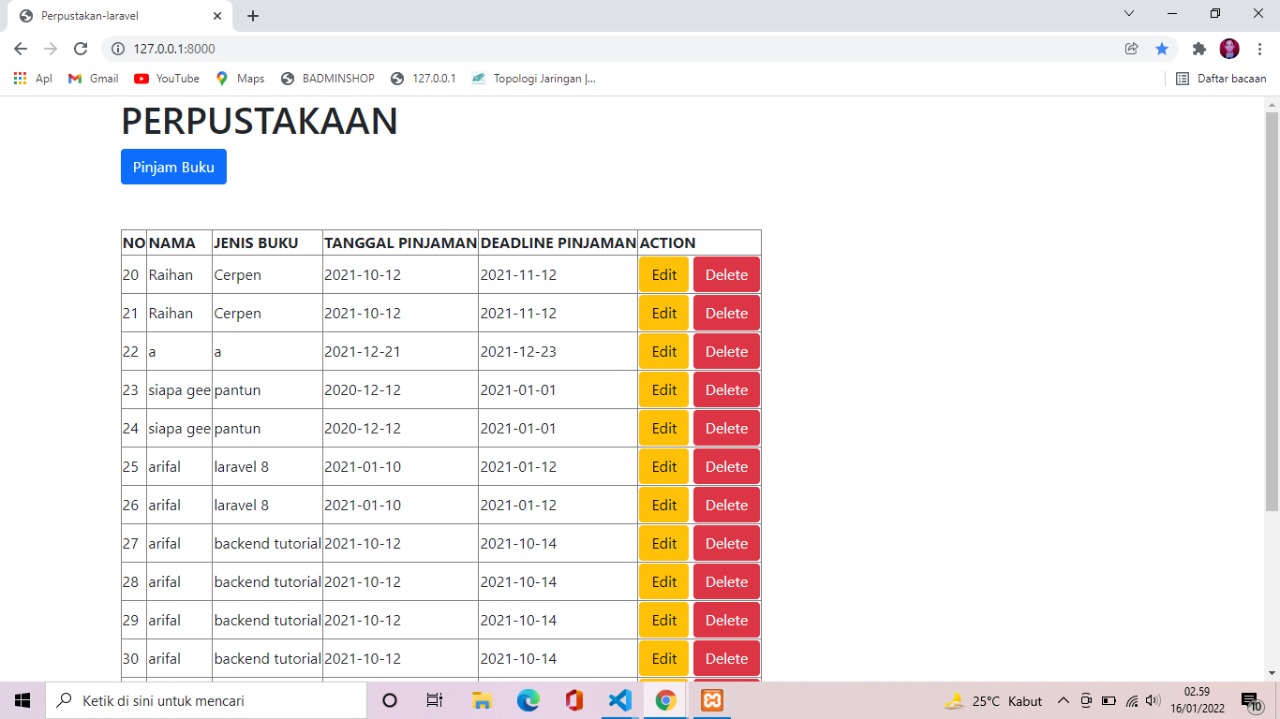 Perpustakan-laravel
127.0.0.1:8000
Apl Gmail YouTube Maps BADMINSHOP 127.0.0.1 Topologi Jaringan |... Daftar bacaan
PERPUSTAKAAN
Pinjam Buku
NO NAMA JENIS BUKU TANGGAL PINJAMAN DEADLINE PINJAMAN ACTION
20 Raihan Cerpen 2021-10-12 2021-11-12 Edit Delete
21 Raihan Cerpen 2021-10-12 2021-11-12 Edit Delete
22 a a 2021-12-21 2021-12-23 Edit Delete
23 siapa gee pantun 2020-12-12 2021-01-01 Edit Delete
24 siapa gee pantun 2020-12-12 2021-01-01 Edit Delete
25 arifal laravel 8 2021-01-10 2021-01-12 Edit Delete
26 arifal laravel 8 2021-01-10 2021-01-12 Edit Delete
27 arifal backend tutorial 2021-10-12 2021-10-14 Edit Delete
28 arifal backend tutorial 2021-10-12 2021-10-14 Edit Delete
29 arifal backend tutorial 2021-10-12 2021-10-14 Edit Delete
30 arifal backend tutorial 2021-10-12 2021-10-14 Edit Delete
Ketik di sini untuk mencari
25°C Kabut
02.59
16/01/2022
10